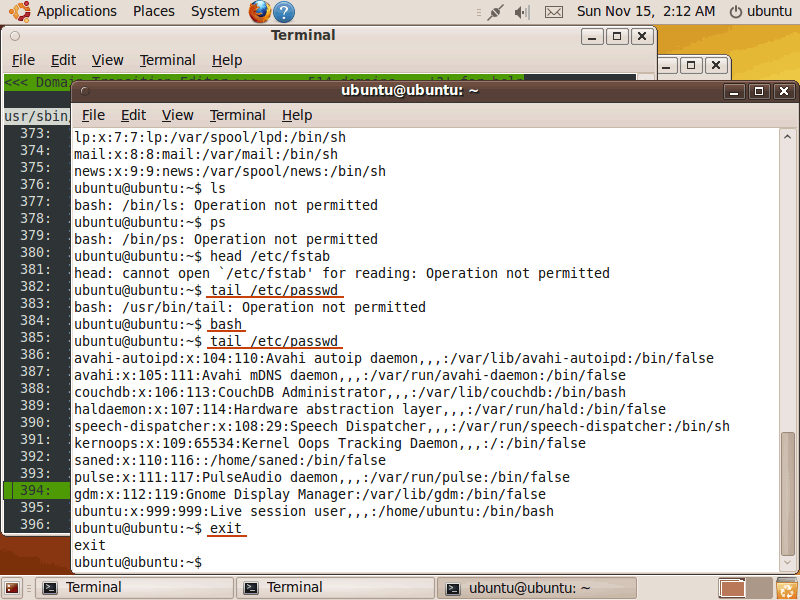 Applications Places System Sun Nov 15, 2:12 AM ubuntu
Terminal
File Edit View Terminal Help
<<< Domain Transition Editor
usr/sbin
373:
374:
375:
376:
377:
378:
379:
380:
381:
382:
383:
384:
385:
386:
387:
388:
389:
390:
391:
392:
393:
394:
395:
396:
ubuntu@ubuntu: ~
File Edit View Terminal Help
lp:x:7:7:lp:/var/spool/lpd:/bin/sh
mail:x:8:8:mail:/var/mail:/bin/sh
news:x:9:9:news:/var/spool/news:/bin/sh
ubuntu@ubuntu:~$ ls
bash: /bin/ls: Operation not permitted
ubuntu@ubuntu:~$ ps
bash: /bin/ps: Operation not permitted
ubuntu@ubuntu:~$ head /etc/fstab
head: cannot open `/etc/fstab' for reading: Operation not permitted
ubuntu@ubuntu:~$ tail /etc/passwd
bash: /usr/bin/tail: Operation not permitted
ubuntu@ubuntu:~$ bash
ubuntu@ubuntu:~$ tail /etc/passwd
avahi-autoipd:x:104:110:Avahi autoip daemon,,,:/var/lib/avahi-autoipd:/bin/false
avahi:x:105:111:Avahi mDNS daemon,,,:/var/run/avahi-daemon:/bin/false
couchdb:x:106:113:CouchDB Administrator,,,:/var/lib/couchdb:/bin/bash
haldaemon:x:107:114:Hardware abstraction layer,,,:/var/run/hald:/bin/false
speech-dispatcher:x:108:29:Speech Dispatcher,,,:/var/run/speech-dispatcher:/bin/sh
kernoops:x:109:65534:Kernel Oops Tracking Daemon,,,:/:/bin/false
saned:x:110:116::/home/saned:/bin/false
pulse:x:111:117:PulseAudio daemon,,,:/var/run/pulse:/bin/false
gdm:x:112:119:Gnome Display Manager:/var/lib/gdm:/bin/false
ubuntu:x:999:999:Live session user,,,:/home/ubuntu:/bin/bash
ubuntu@ubuntu:~$ exit
exit
ubuntu@ubuntu:~$
Terminal Terminal ubuntu@ubuntu: ~